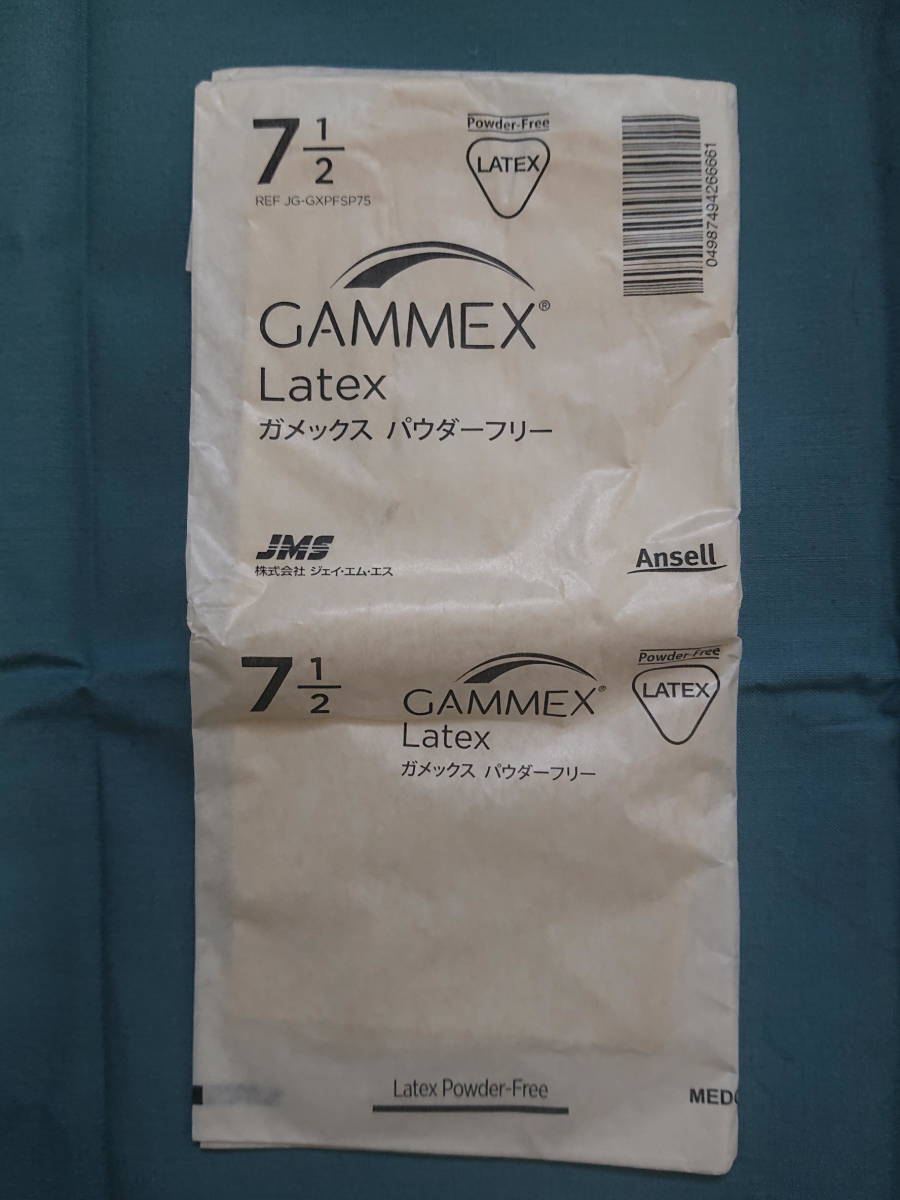 7 1/2
REF JG-GXPFSP75
Powder-Free
LATEX
04987494266661
GAMMEX®
Latex
ガメックス パウダーフリー
JMS
株式会社 ジェイ・エム・エス
Ansell
7 1/2
GAMMEX®
Latex
ガメックス パウダーフリー
Powder-Free
LATEX
Latex Powder-Free